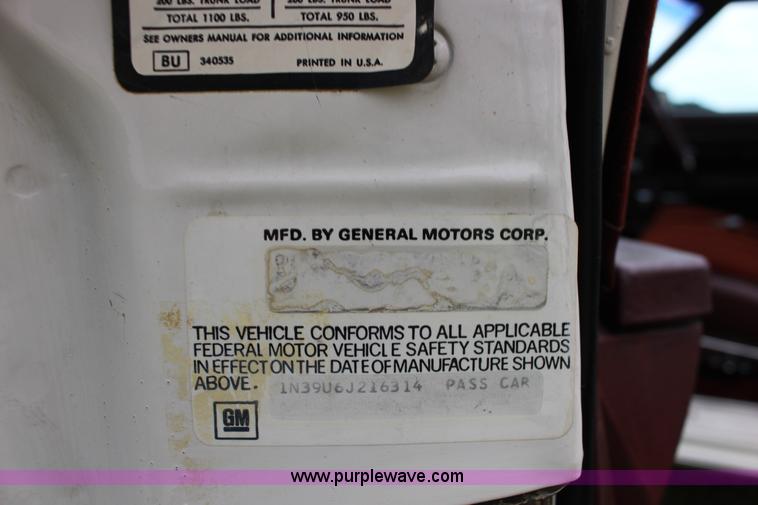 200 LBS. TRUNK LOAD 200 LBS. TRUNK LOAD
TOTAL 1100 LBS. TOTAL 950 LBS.
SEE OWNERS MANUAL FOR ADDITIONAL INFORMATION
BU 340535 PRINTED IN U.S.A.
MFD. BY GENERAL MOTORS CORP.
THIS VEHICLE CONFORMS TO ALL APPLICABLE
FEDERAL MOTOR VEHICLE SAFETY STANDARDS
IN EFFECT ON THE DATE OF MANUFACTURE SHOWN
ABOVE. 1N39U6J216314 PASS CAR
GM
www.purplewave.com